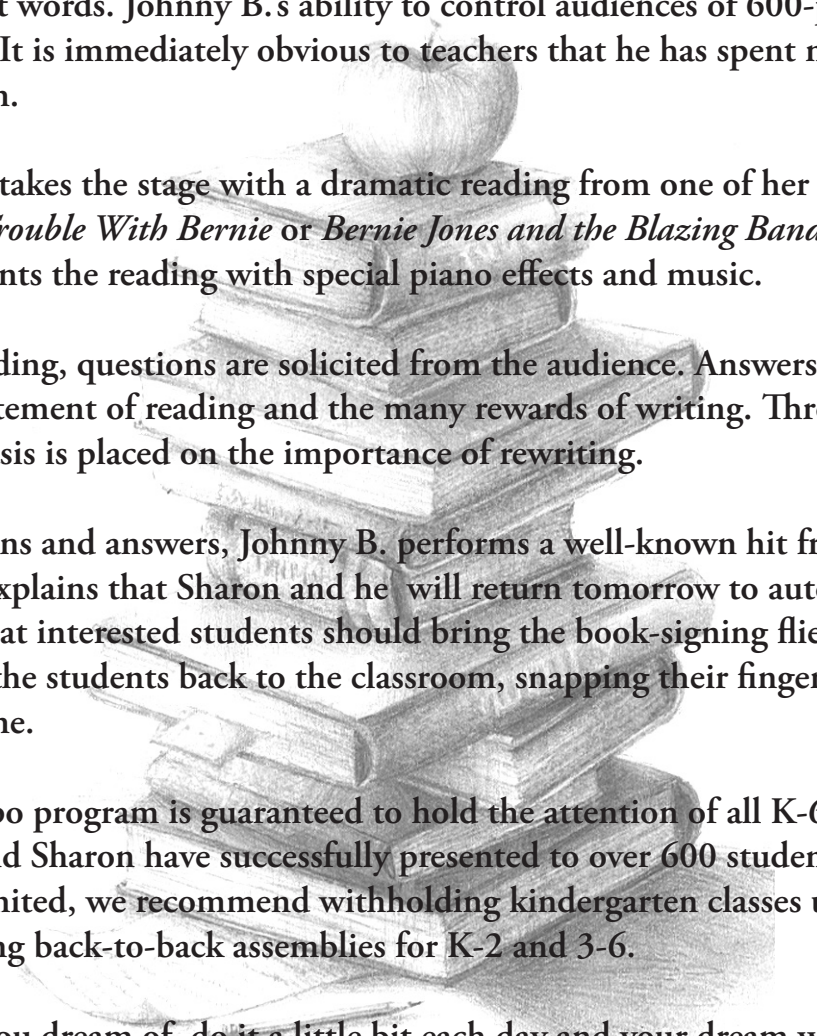 t words. Johnny B.'s ability to control audiences of 600-
It is immediately obvious to teachers that he has spent
takes the stage with a dramatic reading from one of her
rouble With Bernie or Bernie Jones and the Blazing Band
nts the reading with special piano effects and music.
ding, questions are solicited from the audience. Answers
tement of reading and the many rewards of writing. Thr
sis is placed on the importance of rewriting.
ns and answers, Johnny B. performs a well-known hit fr
xplains that Sharon and he will return tomorrow to aut
at interested students should bring the book-signing flie
the students back to the classroom, snapping their finger
ne.
oo program is guaranteed to hold the attention of all K-6
d Sharon have successfully presented to over 600 studen
nited, we recommend withholding kindergarten classes u
ng back-to-back assemblies for K-2 and 3-6.
ou dream of, do it a little bit each day and your dream w